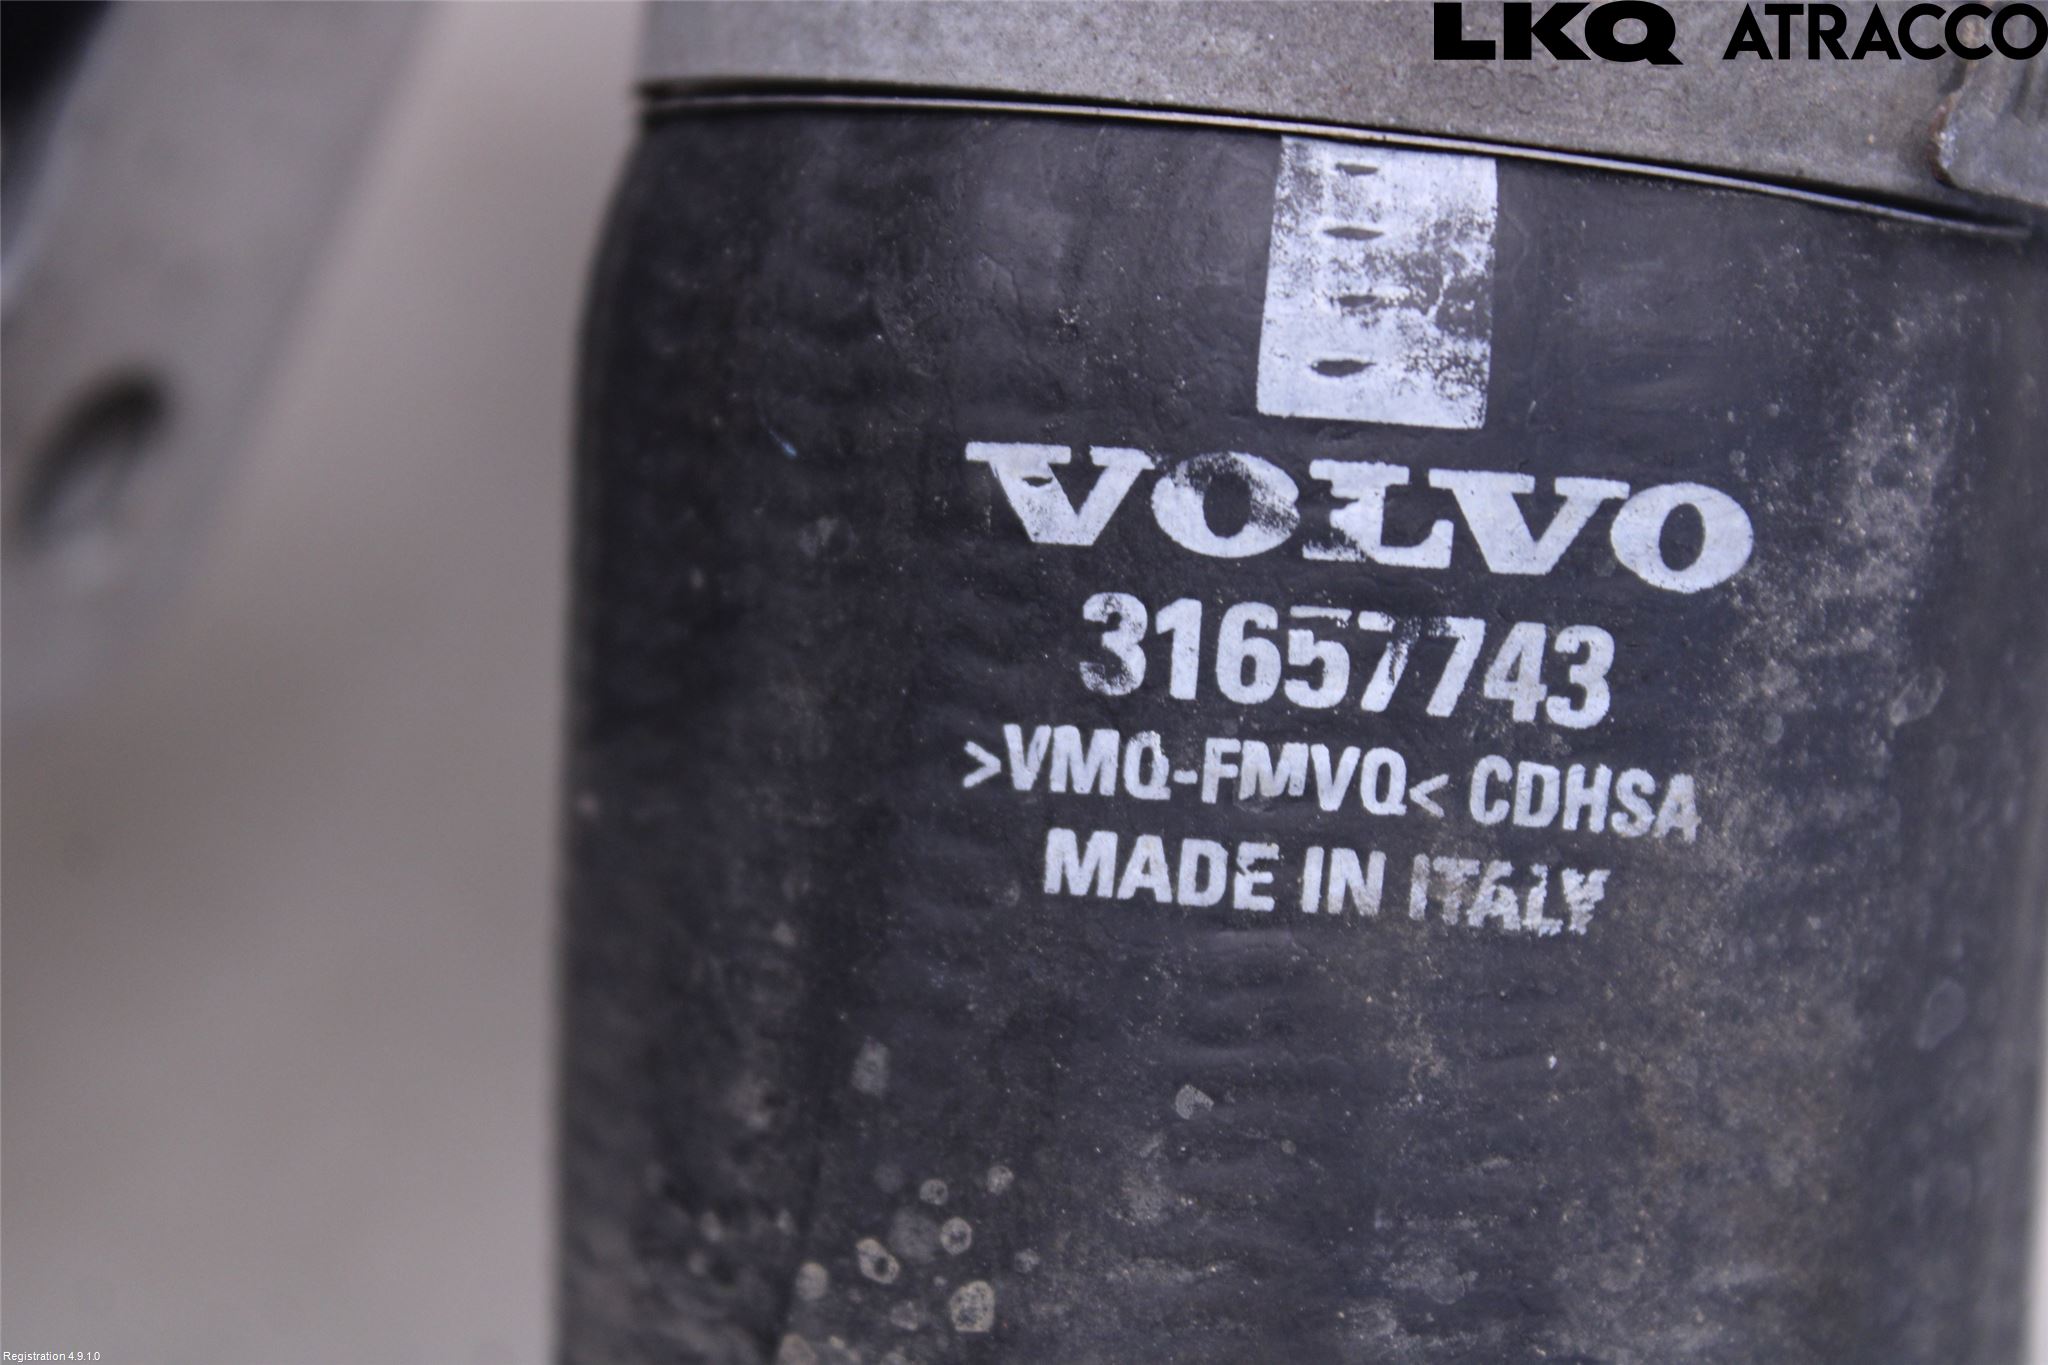 LKQ ATRACCO
VOLVO
31657743
>VMQ-FMVQ< CDHSA
MADE IN ITALY
Registration 4.9.1.0